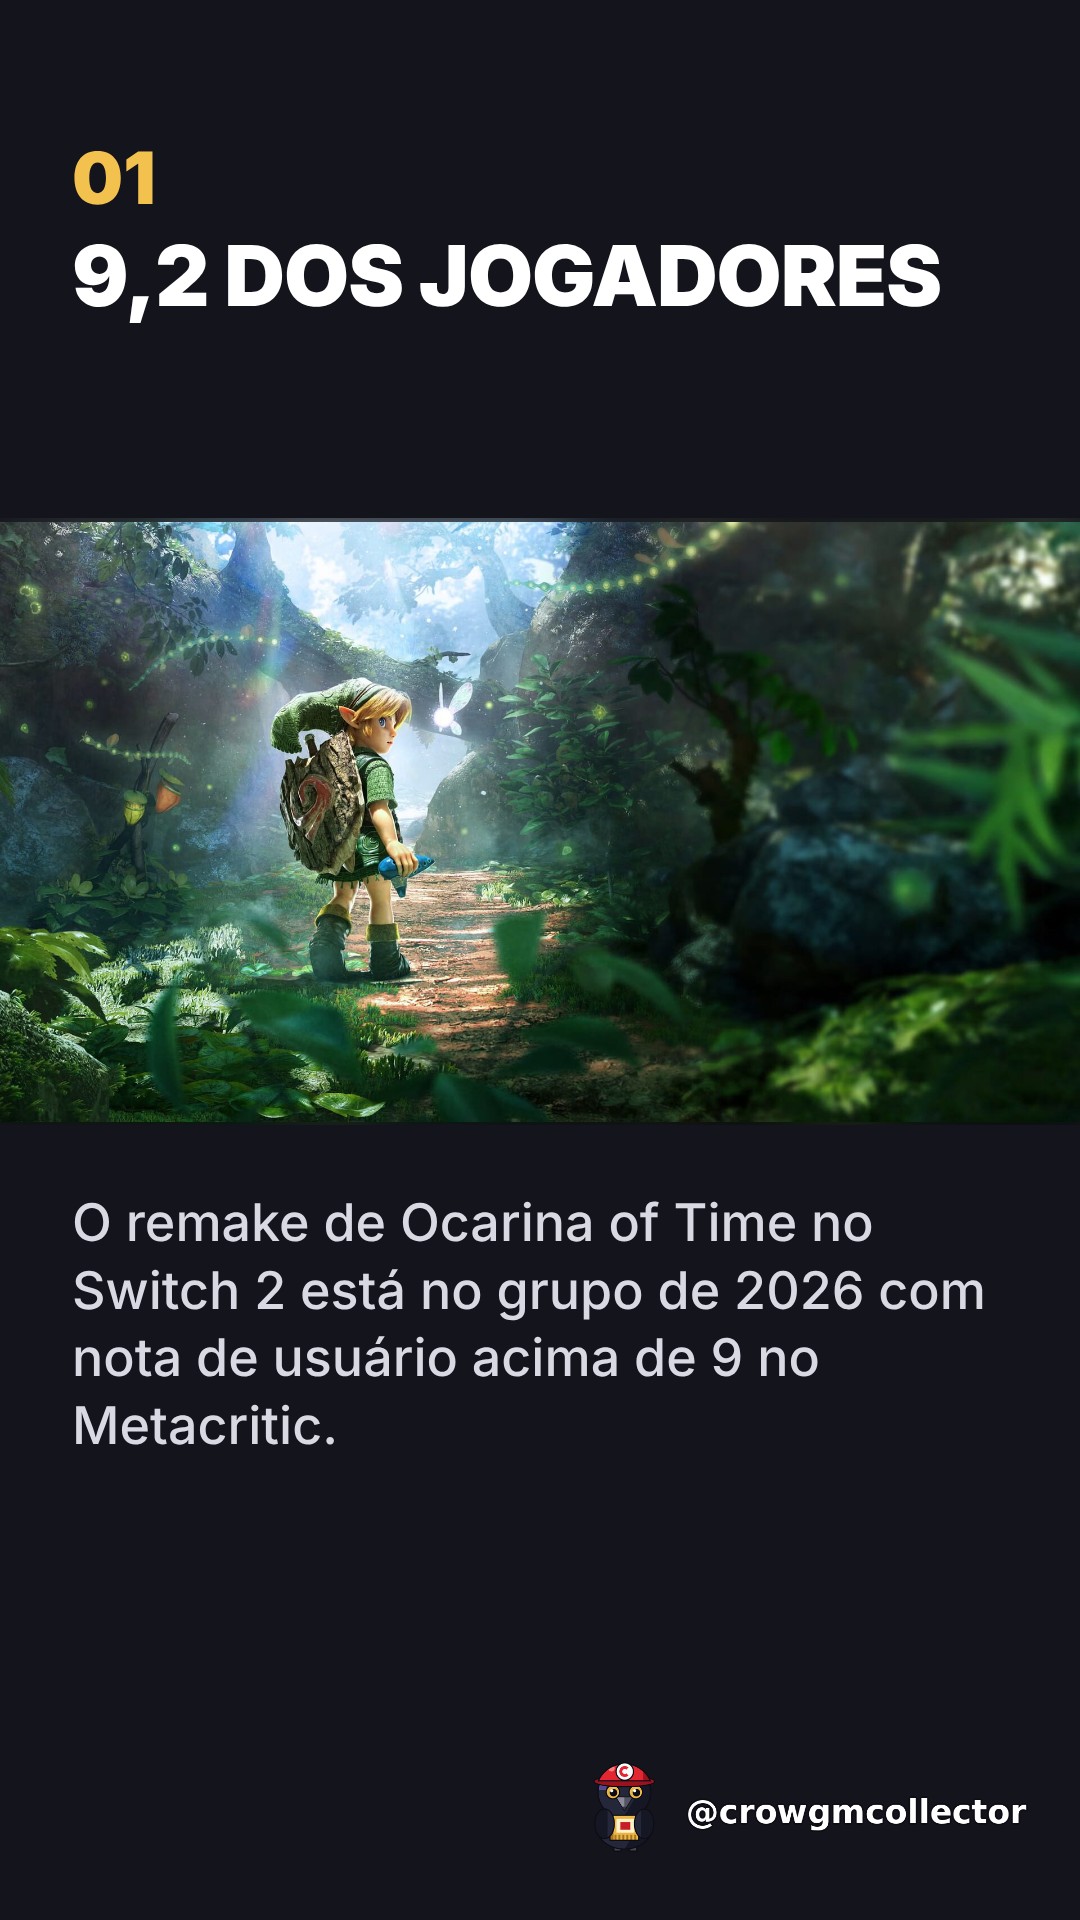 01
9,2 DOS JOGADORES
O remake de Ocarina of Time no
Switch 2 está no grupo de 2026 com
nota de usuário acima de 9 no
Metacritic.
C
@crowgmcollector